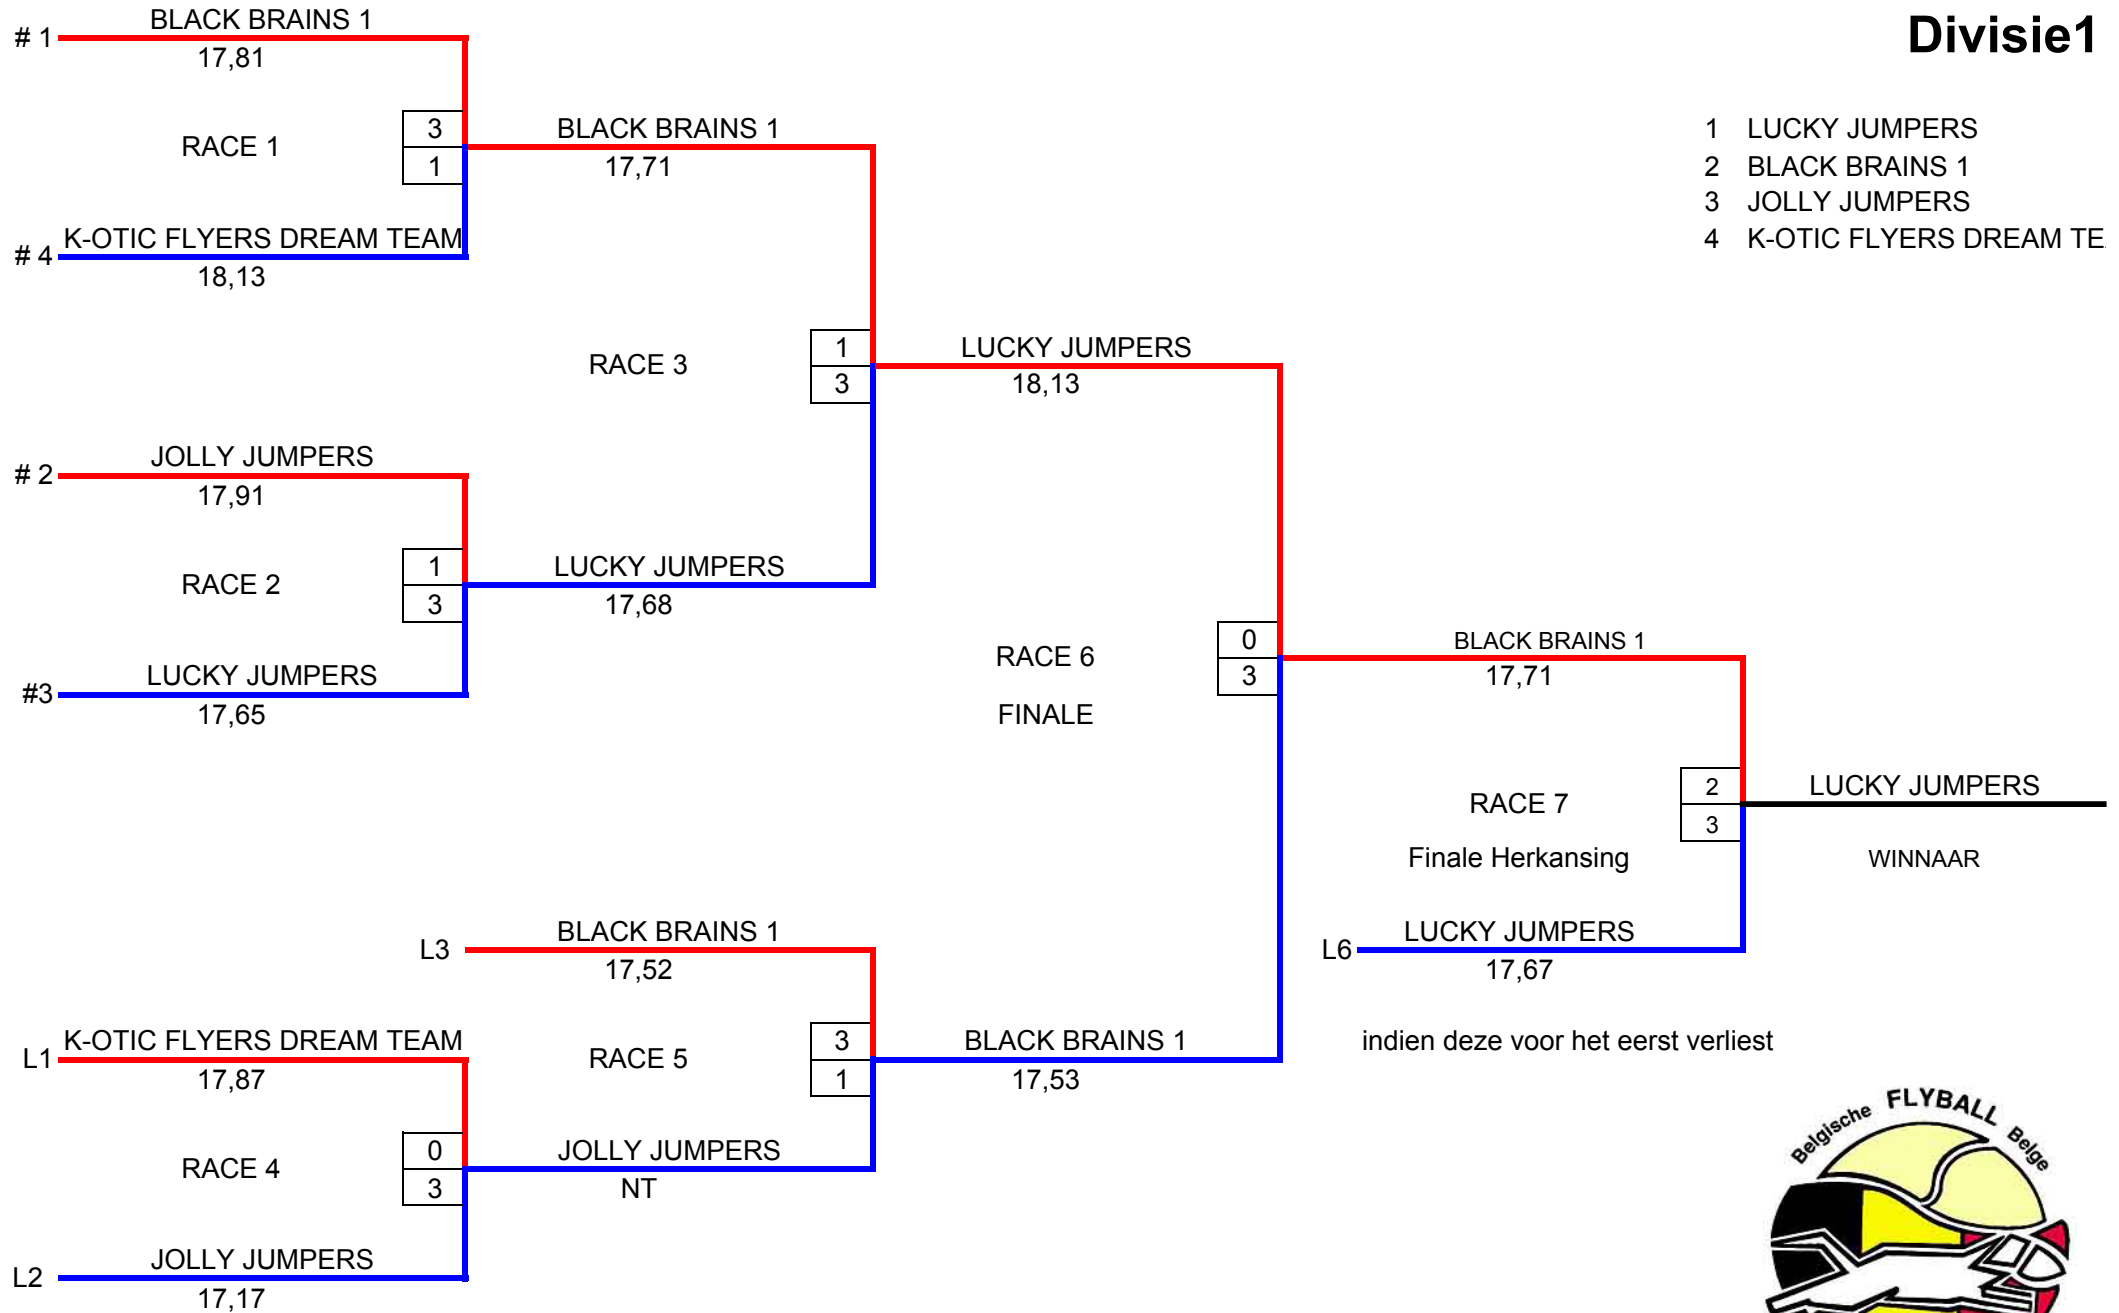 Divisie1
BLACK BRAINS 1
# 1
17,81
RACE 1
3
1
K-OTIC FLYERS DREAM TEAM
# 4
18,13
BLACK BRAINS 1
17,71
1 LUCKY JUMPERS
2 BLACK BRAINS 1
3 JOLLY JUMPERS
4 K-OTIC FLYERS DREAM TE
RACE 3
1
3
LUCKY JUMPERS
18,13
JOLLY JUMPERS
# 2
17,91
RACE 2
1
3
LUCKY JUMPERS
17,68
LUCKY JUMPERS
#3
17,65
RACE 6
0
3
FINALE
BLACK BRAINS 1
17,71
RACE 7
2
3
Finale Herkansing
LUCKY JUMPERS
WINNAAR
LUCKY JUMPERS
L6
17,67
indien deze voor het eerst verliest
BLACK BRAINS 1
L3
17,52
RACE 5
3
1
BLACK BRAINS 1
17,53
K-OTIC FLYERS DREAM TEAM
L1
17,87
RACE 4
0
3
JOLLY JUMPERS
NT
JOLLY JUMPERS
L2
17,17
Belgische FLYBALL Belge